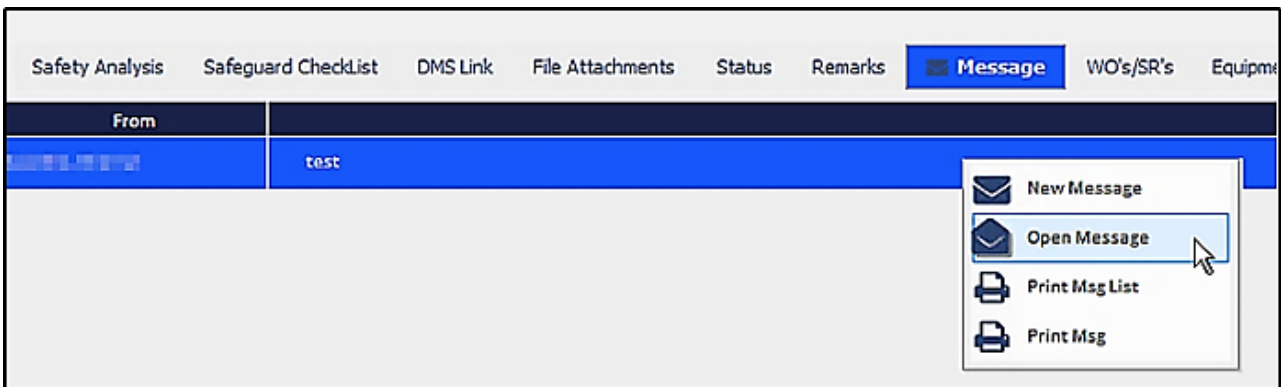 Safety Analysis Safeguard CheckList DMS Link File Attachments Status Remarks Message WO's/SR's Equipme
From
test
New Message
Open Message
Print Msg List
Print Msg